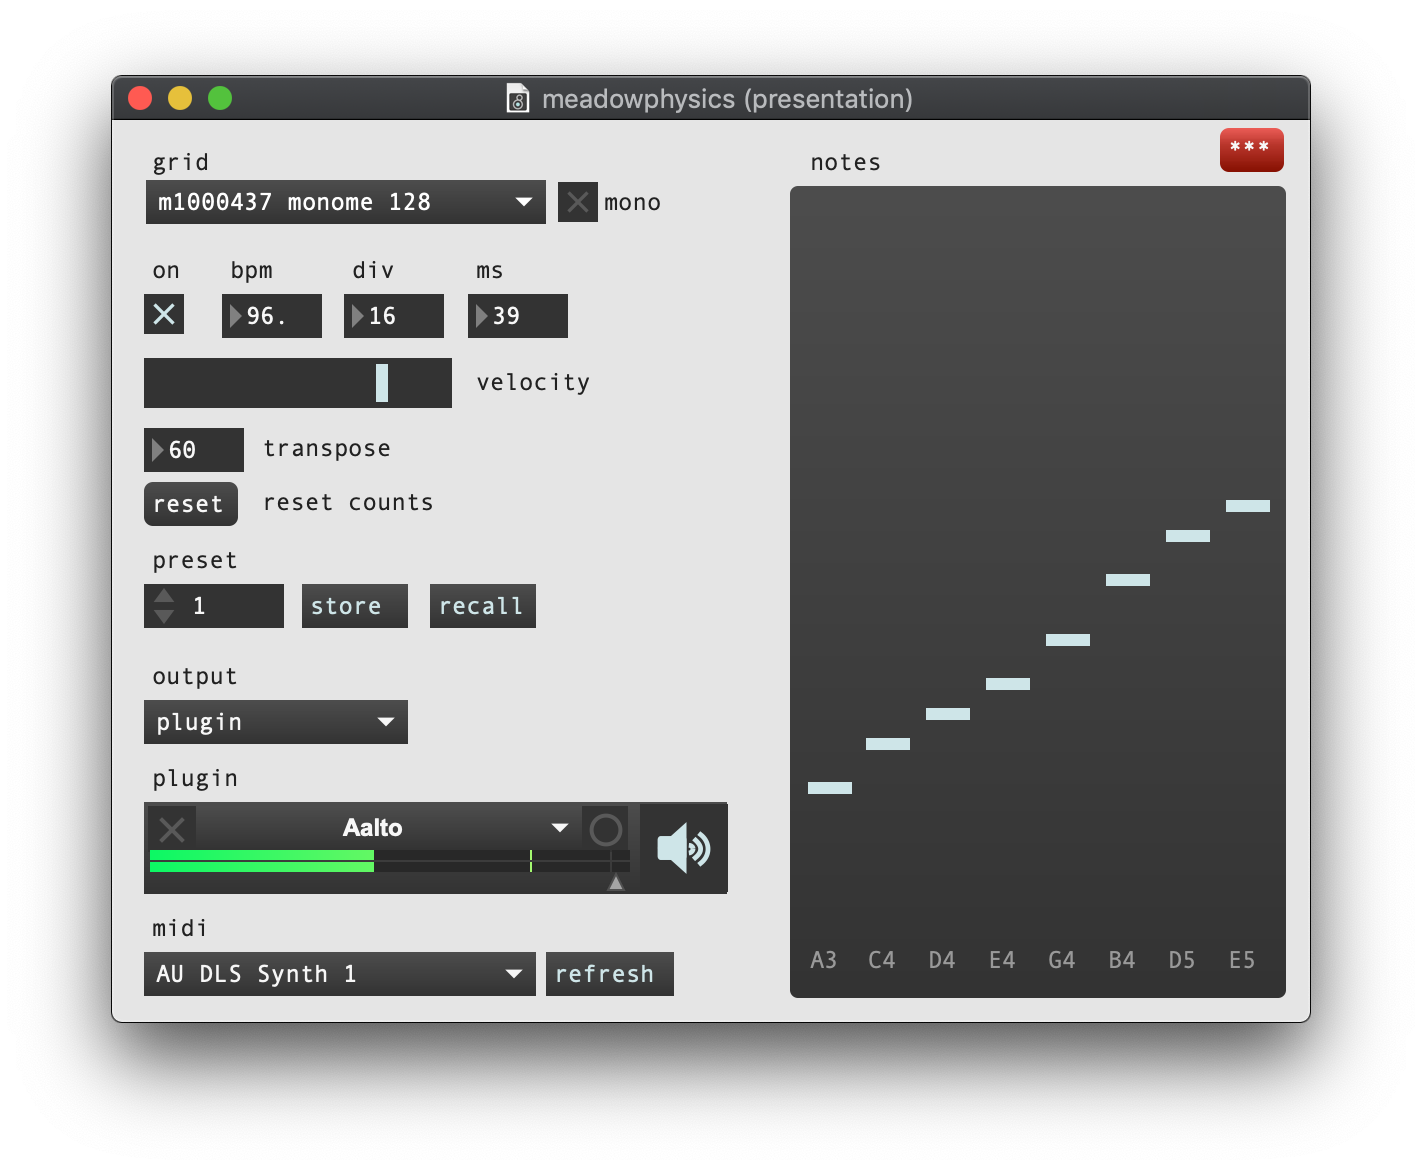 meadowphysics (presentation)
grid
m1000437 monome 128
mono
on bpm div ms
96. 16 39
velocity
60 transpose
reset reset counts
preset
1 store recall
output
plugin
plugin
Aalto
midi
AU DLS Synth 1 refresh
notes
***
A3 C4 D4 E4 G4 B4 D5 E5